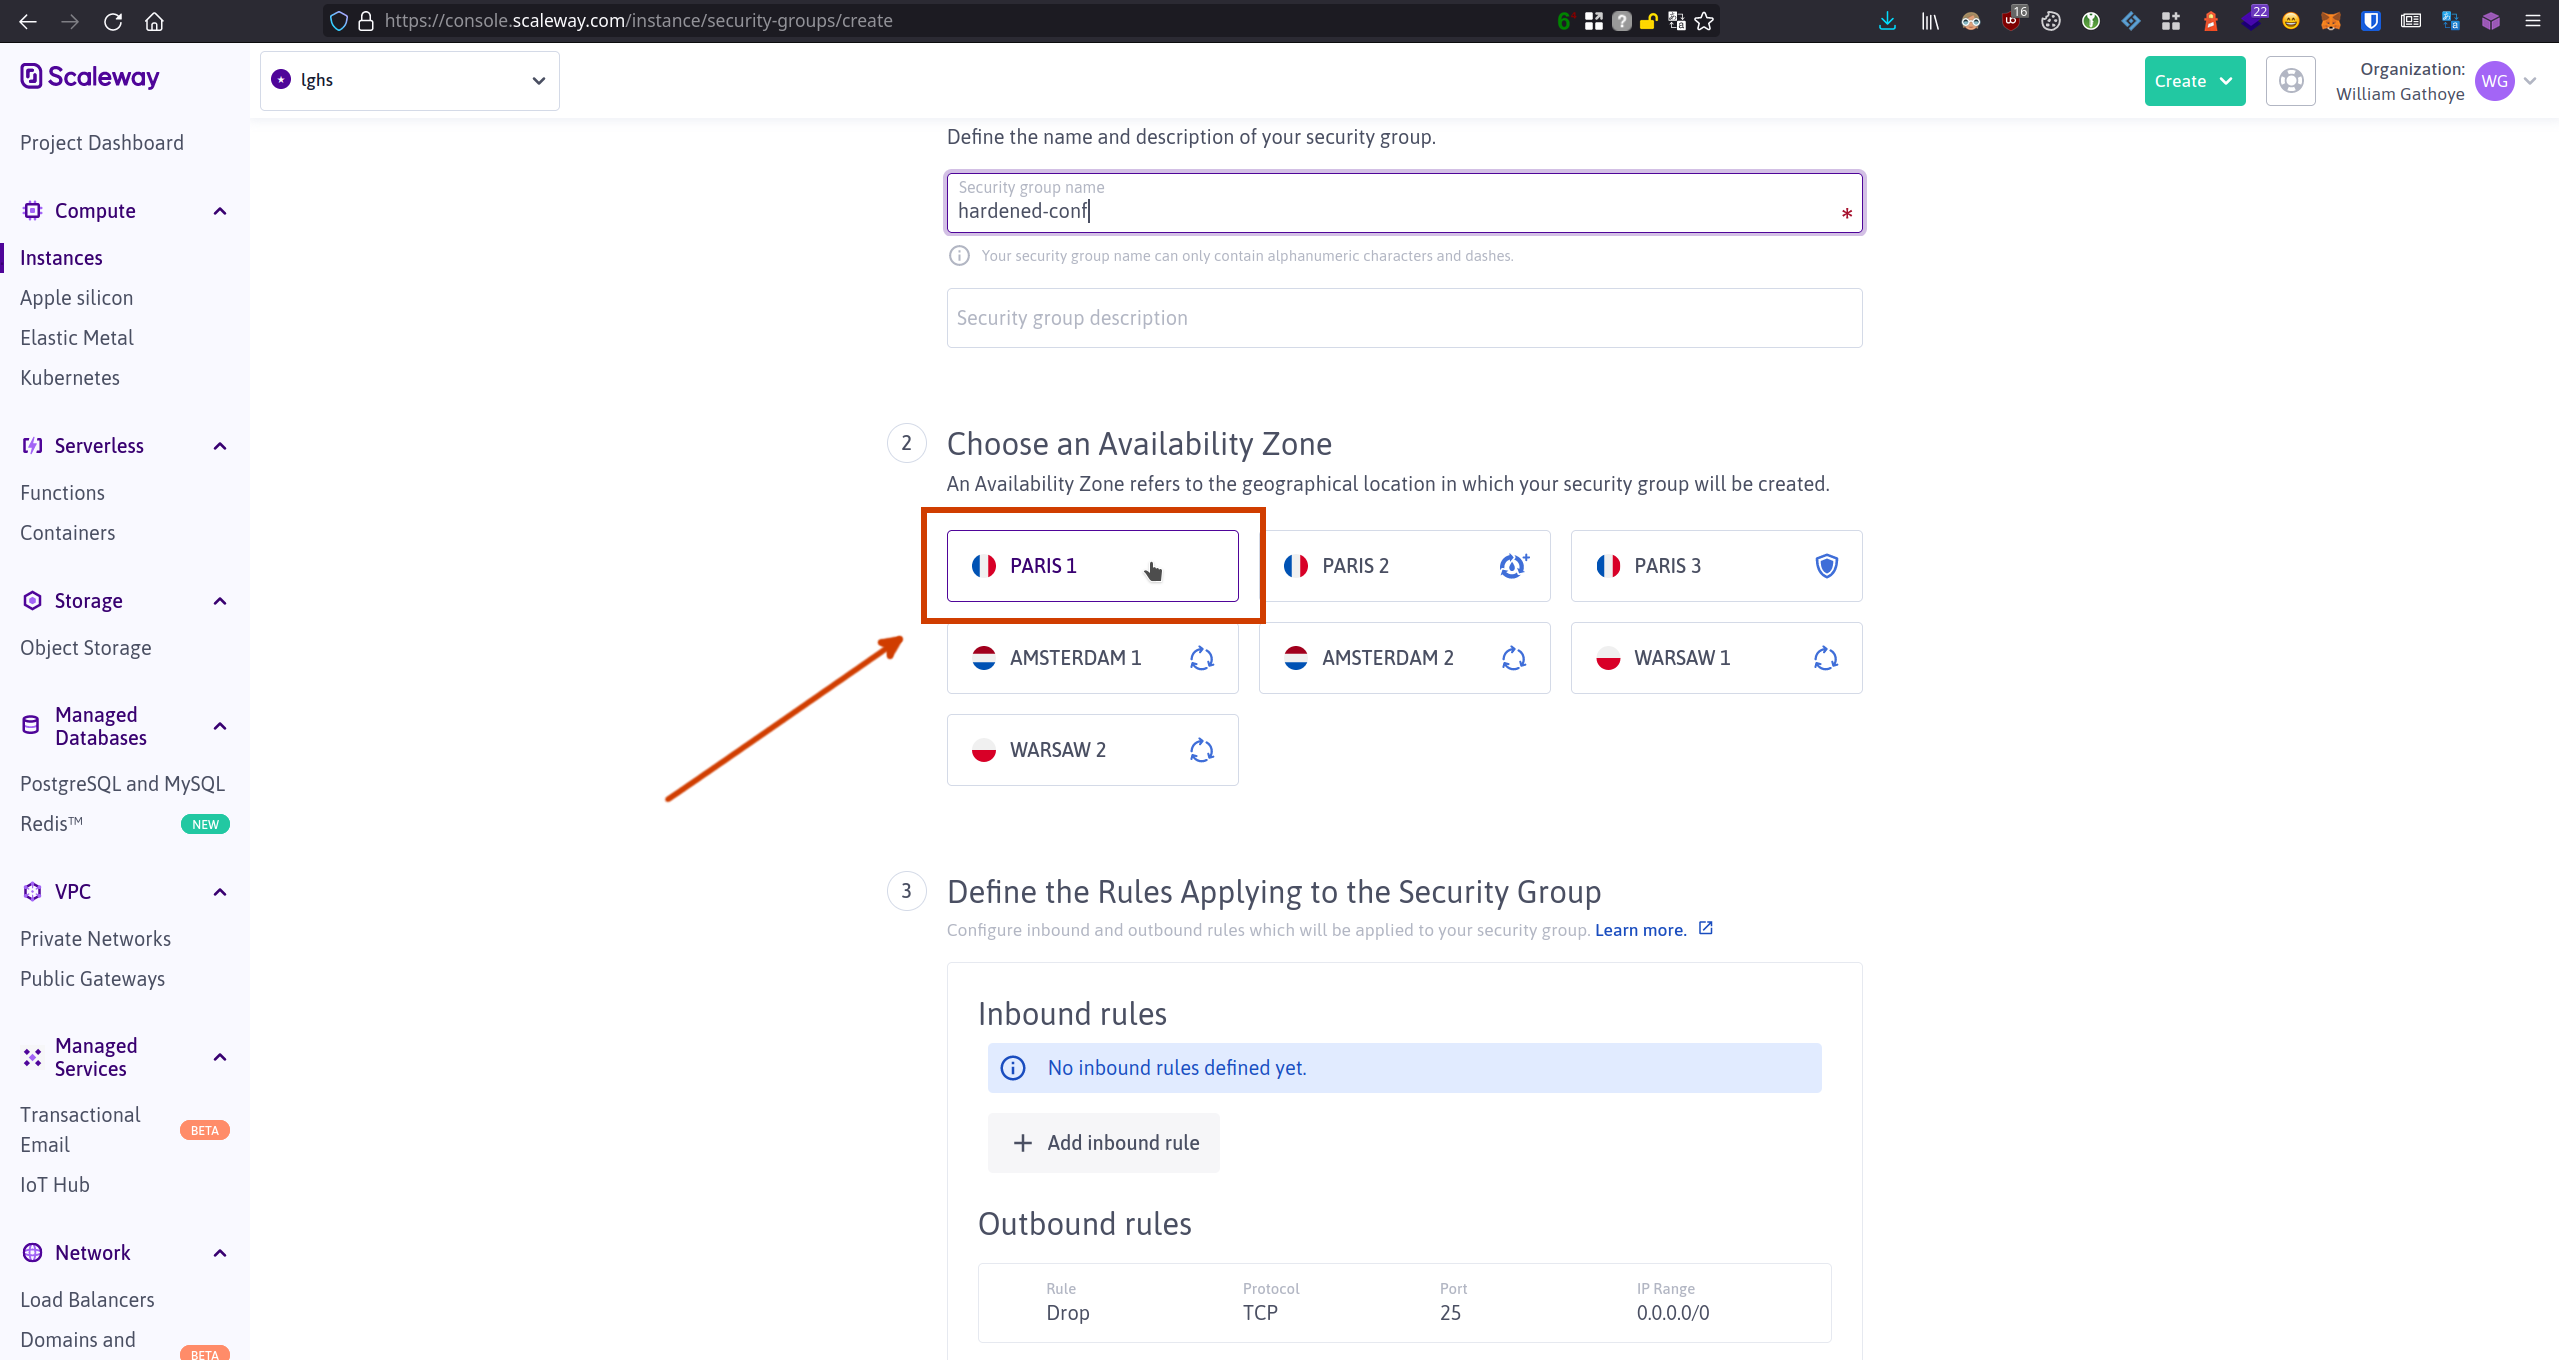 https://console.scaleway.com/instance/security-groups/create
16
22
Scaleway
lghs
Create
Organization:
William Gathoye
WG
Project Dashboard
Compute
Instances
Apple silicon
Elastic Metal
Kubernetes
Serverless
Functions
Containers
Storage
Object Storage
Managed
Databases
PostgreSQL and MySQL
Redis™ NEW
VPC
Private Networks
Public Gateways
Managed
Services
Transactional
Email
BETA
IoT Hub
Network
Load Balancers
Domains and
BETA
Define the name and description of your security group.
Security group name
hardened-conf
*
Your security group name can only contain alphanumeric characters and dashes.
Security group description
2 Choose an Availability Zone
An Availability Zone refers to the geographical location in which your security group will be created.
PARIS 1 PARIS 2 PARIS 3
AMSTERDAM 1 AMSTERDAM 2 WARSAW 1
WARSAW 2
3 Define the Rules Applying to the Security Group
Configure inbound and outbound rules which will be applied to your security group. Learn more.
Inbound rules
No inbound rules defined yet.
+ Add inbound rule
Outbound rules
Rule Protocol Port IP Range
Drop TCP 25 0.0.0.0/0